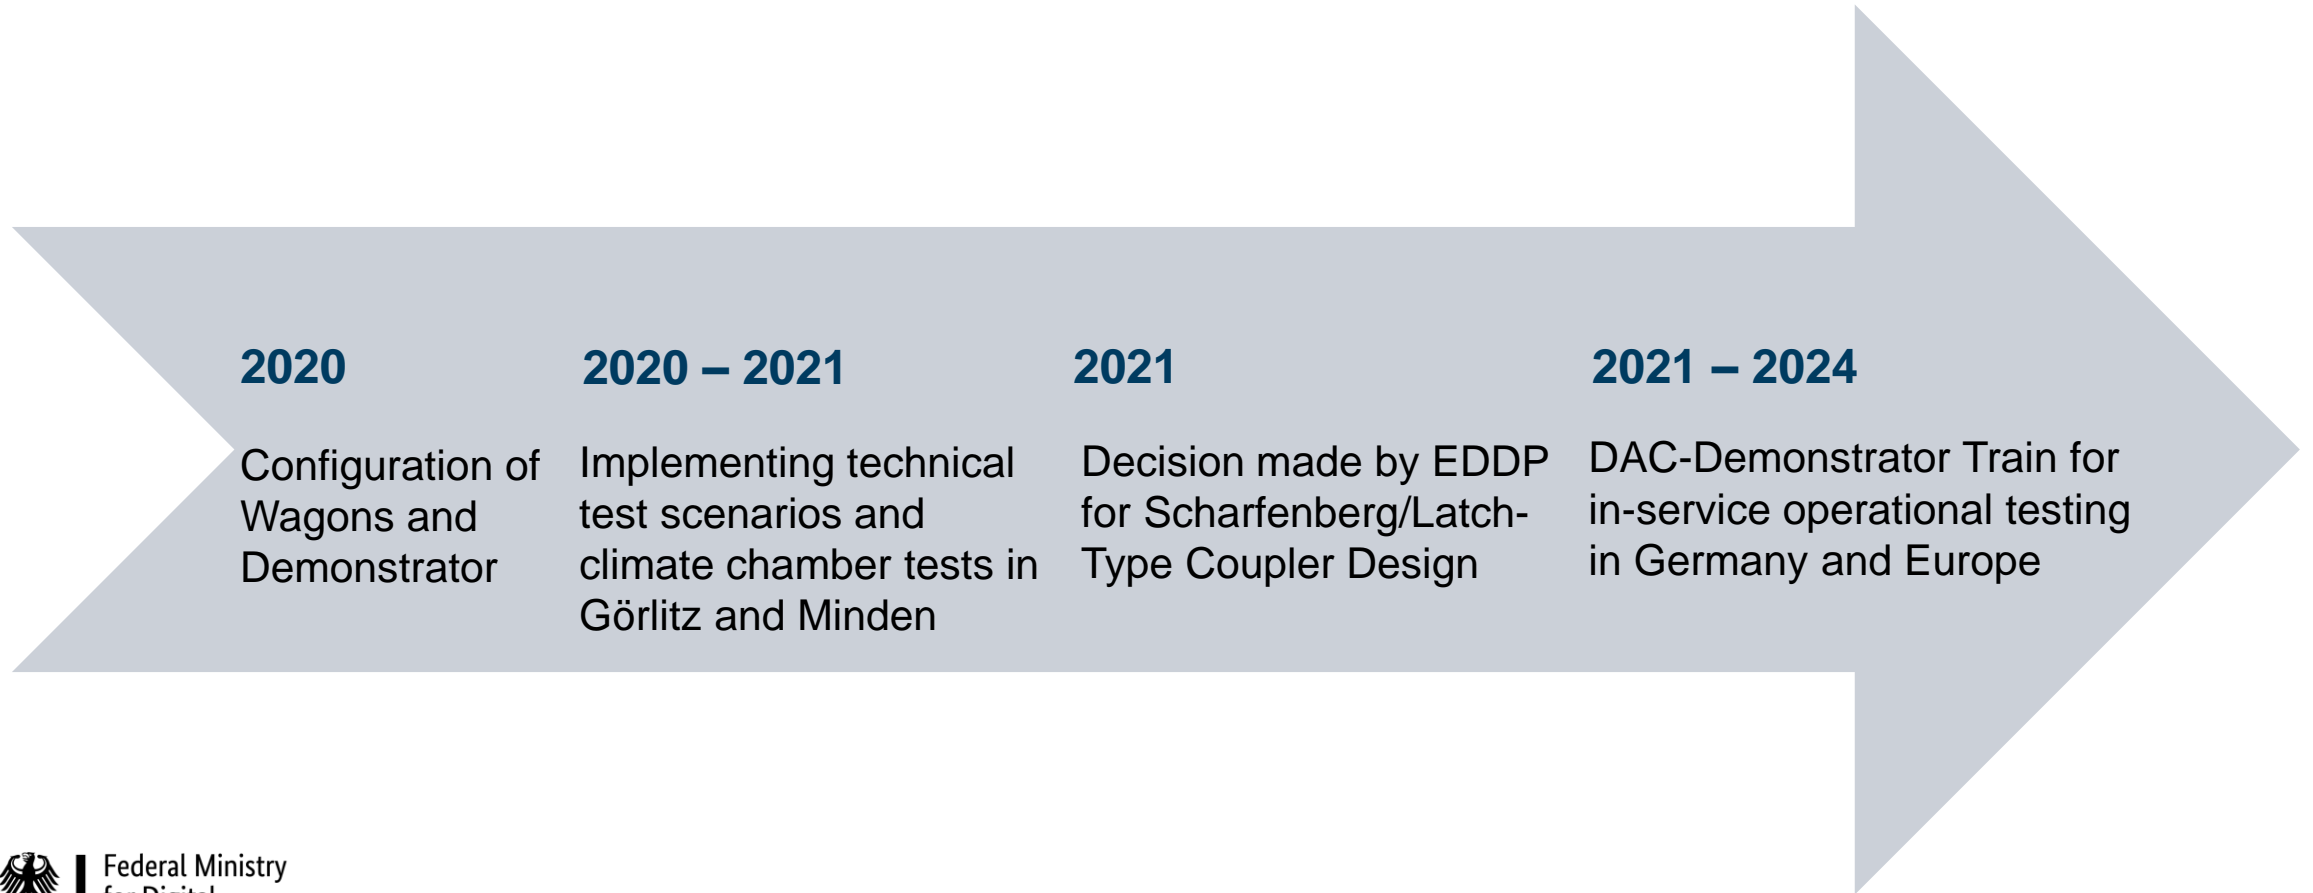 2020
Configuration of
Wagons and
Demonstrator
2020 – 2021
Implementing technical
test scenarios and
climate chamber tests in
Görlitz and Minden
2021
Decision made by EDDP
for Scharfenberg/Latch-
Type Coupler Design
2021 – 2024
DAC-Demonstrator Train for
in-service operational testing
in Germany and Europe
Federal Ministry
for Digital